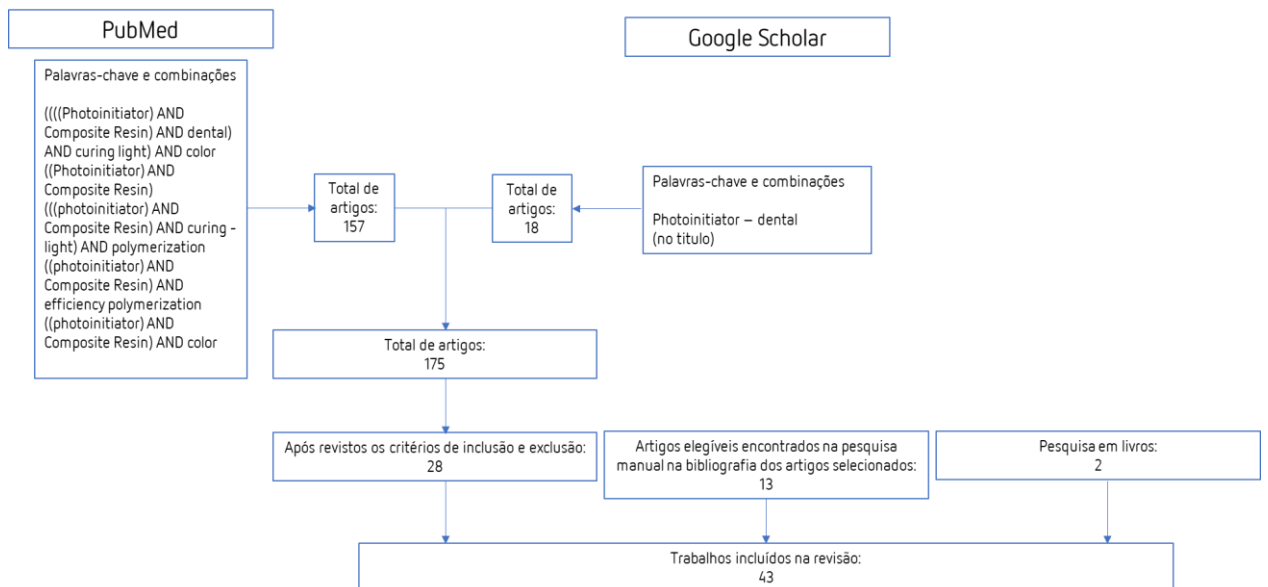 PubMed
Google Scholar
Palavras-chave e combinações
((((Photoinitiator) AND
Composite Resin) AND dental)
AND curing light) AND color
((Photoinitiator) AND
Composite Resin)
(((photoinitiator) AND
Composite Resin) AND curing -
light) AND polymerization
((photoinitiator) AND
Composite Resin) AND
efficiency polymerization
((photoinitiator) AND
Composite Resin) AND color
Total de
artigos:
157
Total de
artigos:
18
Palavras-chave e combinações
Photoinitiator – dental
(no titulo)
Total de artigos:
175
Após revistos os critérios de inclusão e exclusão:
28
Artigos elegíveis encontrados na pesquisa
manual na bibliografia dos artigos selecionados:
13
Pesquisa em livros:
2
Trabalhos incluídos na revisão:
43